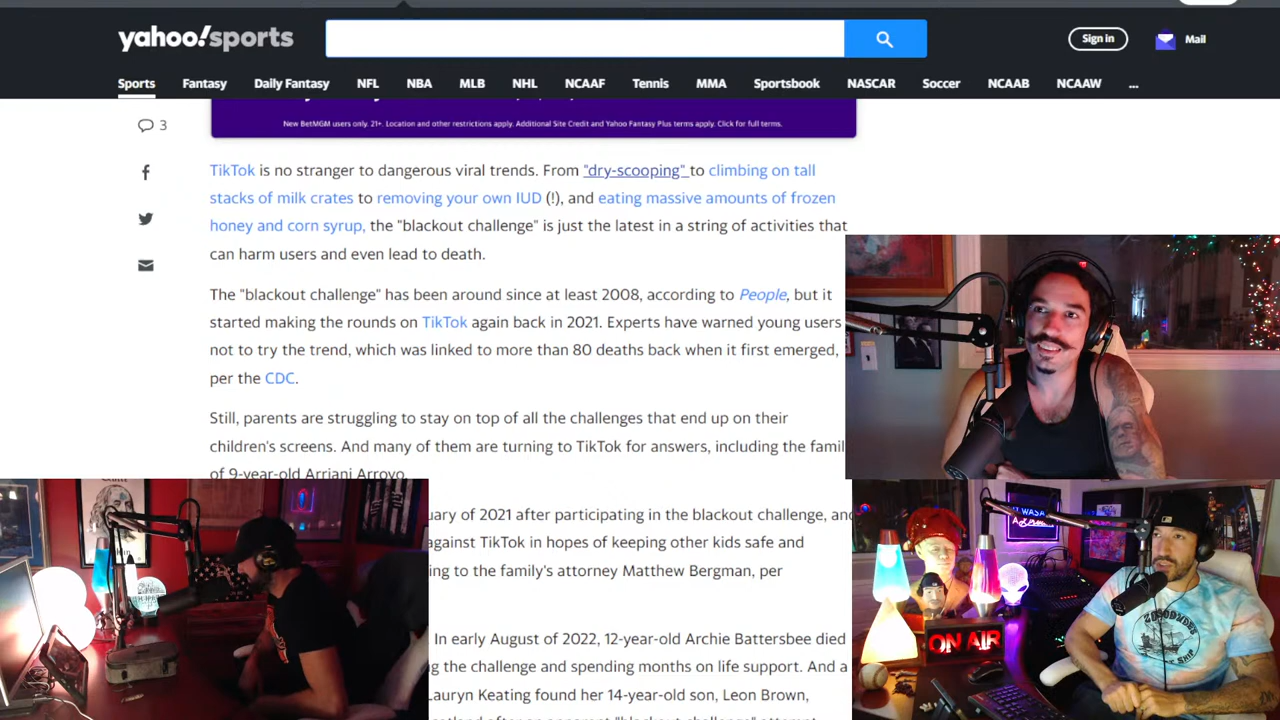 yahoo!sports
Sign in
Mail
Sports Fantasy Daily Fantasy NFL NBA MLB NHL NCAAF Tennis MMA Sportsbook NASCAR Soccer NCAAB NCAAW ...
New BetMGM users only. 21+. Location and other restrictions apply. Additional Site Credit and Yahoo Fantasy Plus terms apply. Click for full terms.
3
TikTok is no stranger to dangerous viral trends. From "dry-scooping" to climbing on tall
stacks of milk crates to removing your own IUD (!), and eating massive amounts of frozen
honey and corn syrup, the "blackout challenge" is just the latest in a string of activities that
can harm users and even lead to death.
The "blackout challenge" has been around since at least 2008, according to People, but it
started making the rounds on TikTok again back in 2021. Experts have warned young users
not to try the trend, which was linked to more than 80 deaths back when it first emerged,
per the CDC.
Still, parents are struggling to stay on top of all the challenges that end up on their
children's screens. And many of them are turning to TikTok for answers, including the famil
of 9-year-old Arriani Arroyo.
uary of 2021 after participating in the blackout challenge, and
against TikTok in hopes of keeping other kids safe and
ing to the family's attorney Matthew Bergman, per
In early August of 2022, 12-year-old Archie Battersbee died
g the challenge and spending months on life support. And a
Lauryn Keating found her 14-year-old son, Leon Brown,
ON AIR
IT WAS A